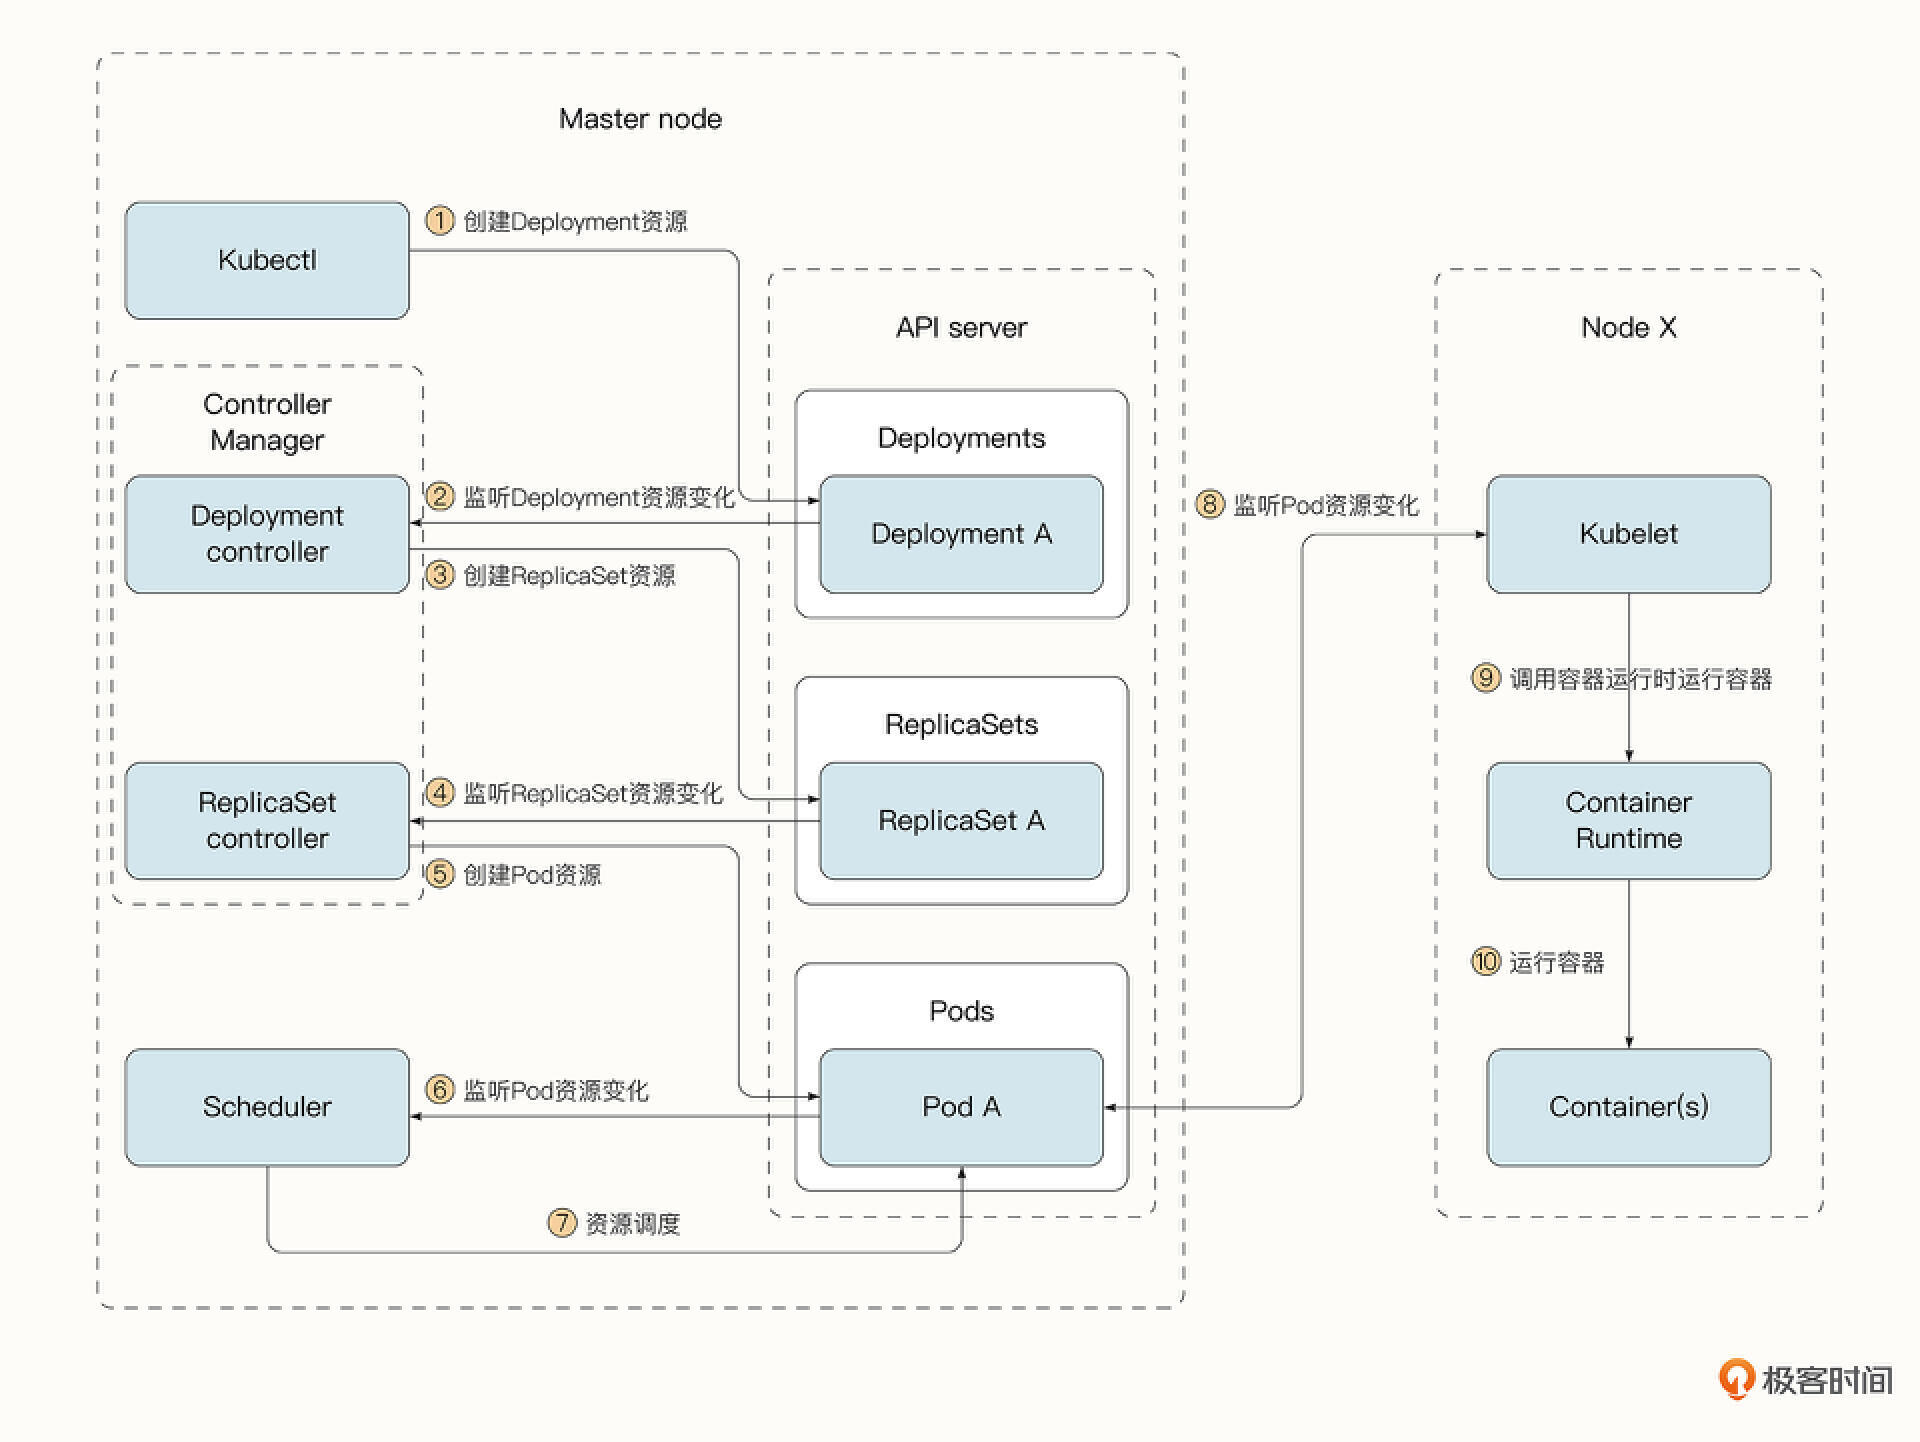 Master node
Kubectl
① 创建Deployment资源
API server
Node X
Controller
Manager
Deployments
Deployment
controller
② 监听Deployment资源变化
Deployment A
⑧ 监听Pod资源变化
Kubelet
③ 创建ReplicaSet资源
⑨ 调用容器运行时运行容器
ReplicaSets
ReplicaSet
controller
④ 监听ReplicaSet资源变化
ReplicaSet A
Container
Runtime
⑤ 创建Pod资源
⑩ 运行容器
Pods
Scheduler
⑥ 监听Pod资源变化
Pod A
Container(s)
⑦ 资源调度
极客时间